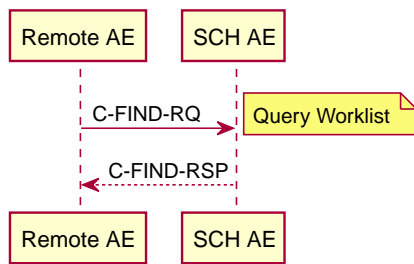 Remote AE
SCH AE
C-FIND-RQ
Query Worklist
C-FIND-RSP
Remote AE
SCH AE